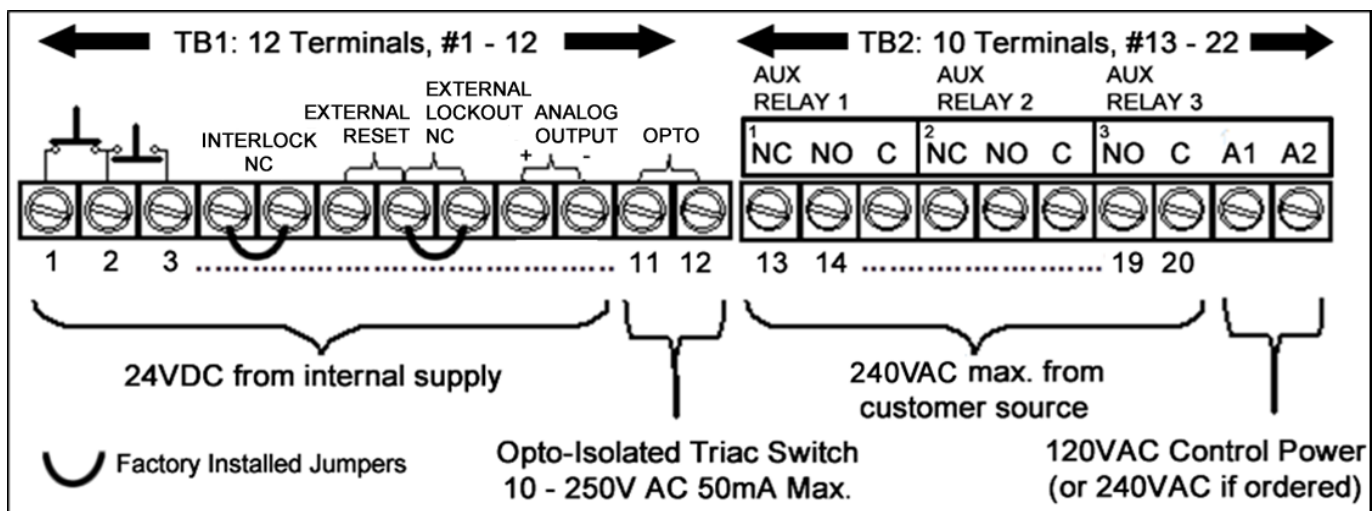 TB1: 12 Terminals, #1 - 12
TB2: 10 Terminals, #13 - 22
INTERLOCK
NC
EXTERNAL
RESET
EXTERNAL
LOCKOUT
NC
ANALOG
OUTPUT
+ -
OPTO
AUX
RELAY 1
AUX
RELAY 2
AUX
RELAY 3
1 NC NO C 2 NC NO C 3 NO C A1 A2
1 2 3 ........................................ 11 12 13 14 ........................ 19 20
24VDC from internal supply
240VAC max. from
customer source
Factory Installed Jumpers
Opto-Isolated Triac Switch
10 - 250V AC 50mA Max.
120VAC Control Power
(or 240VAC if ordered)